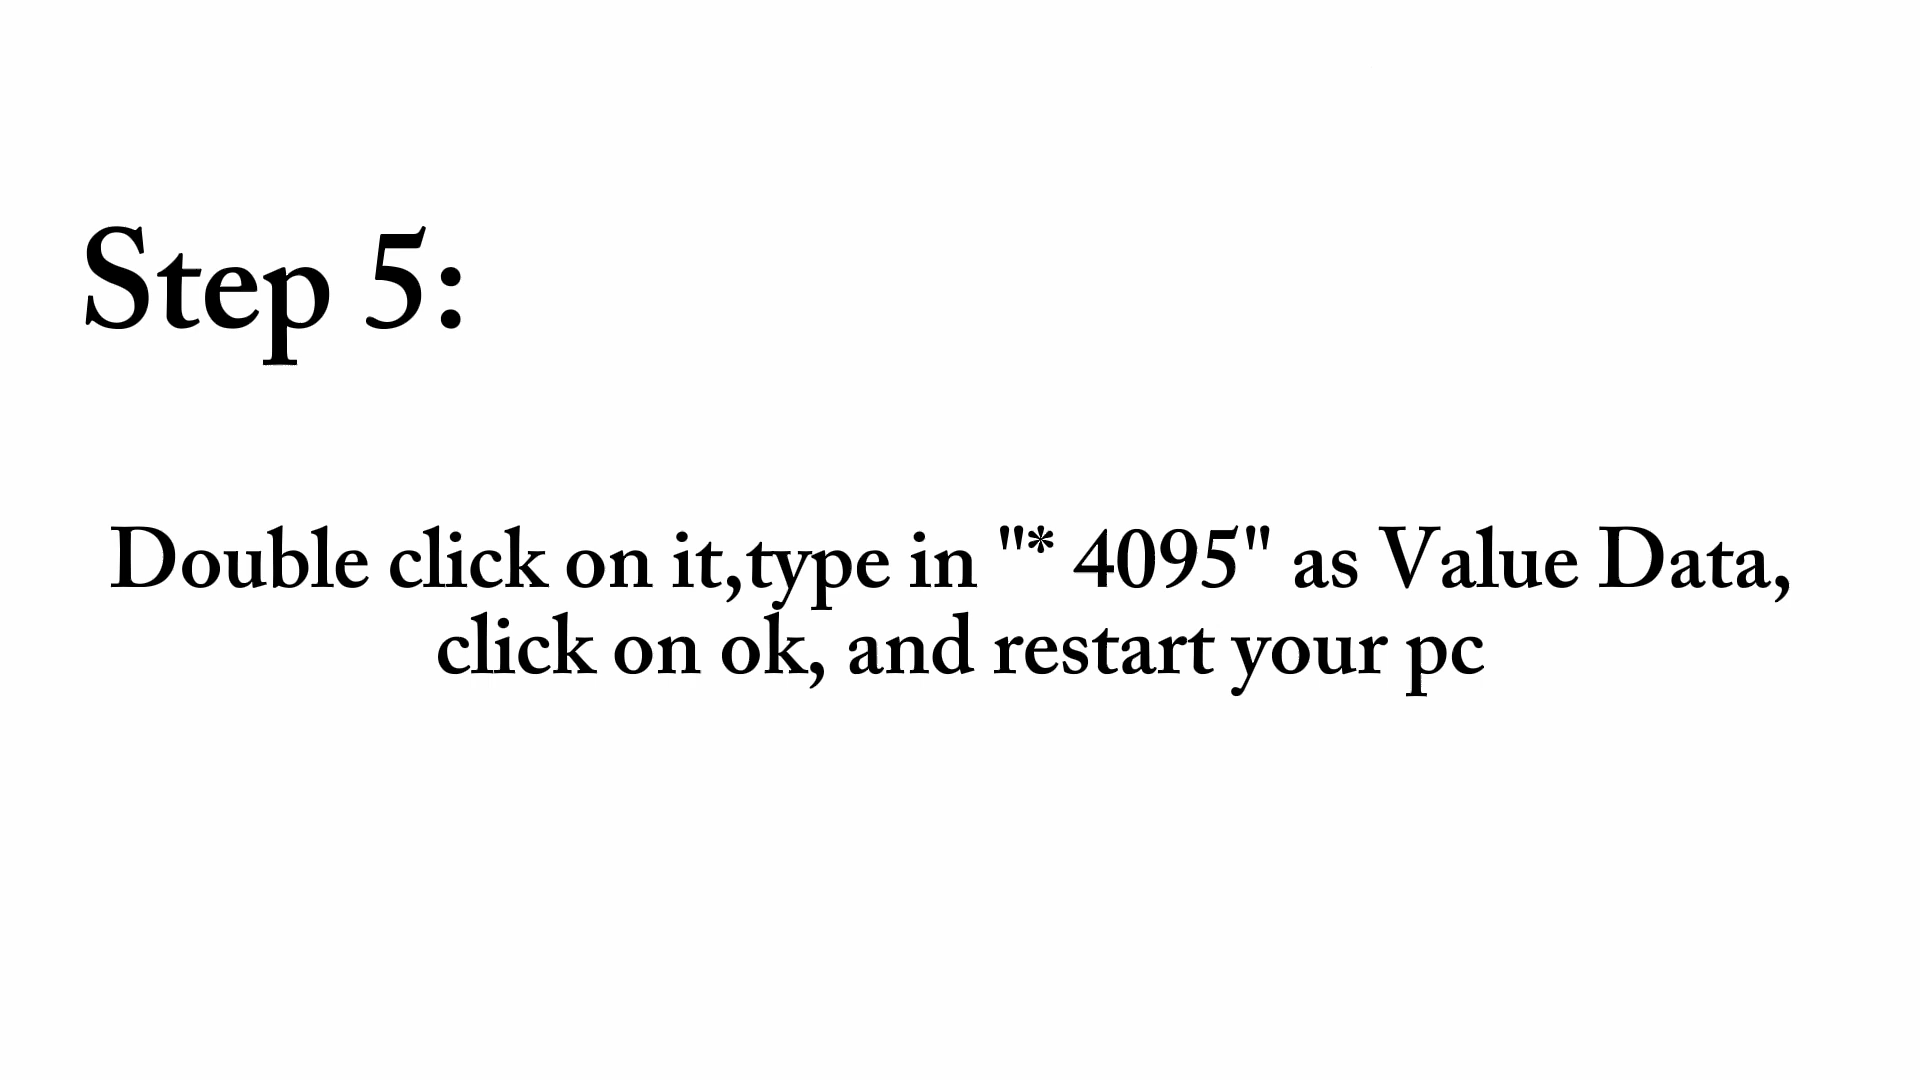 Step 5:
Double click on it,type in "* 4095" as Value Data,
click on ok, and restart your pc